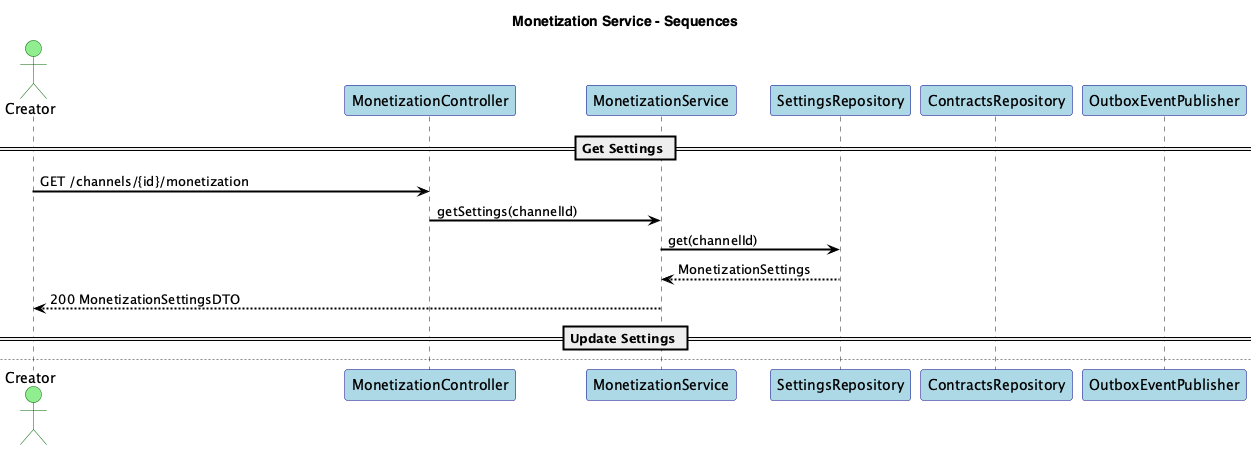 Monetization Service - Sequences
Creator
MonetizationController
MonetizationService
SettingsRepository
ContractsRepository
OutboxEventPublisher
Get Settings
GET /channels/{id}/monetization
getSettings(channelId)
get(channelId)
MonetizationSettings
200 MonetizationSettingsDTO
Update Settings
Creator
MonetizationController
MonetizationService
SettingsRepository
ContractsRepository
OutboxEventPublisher